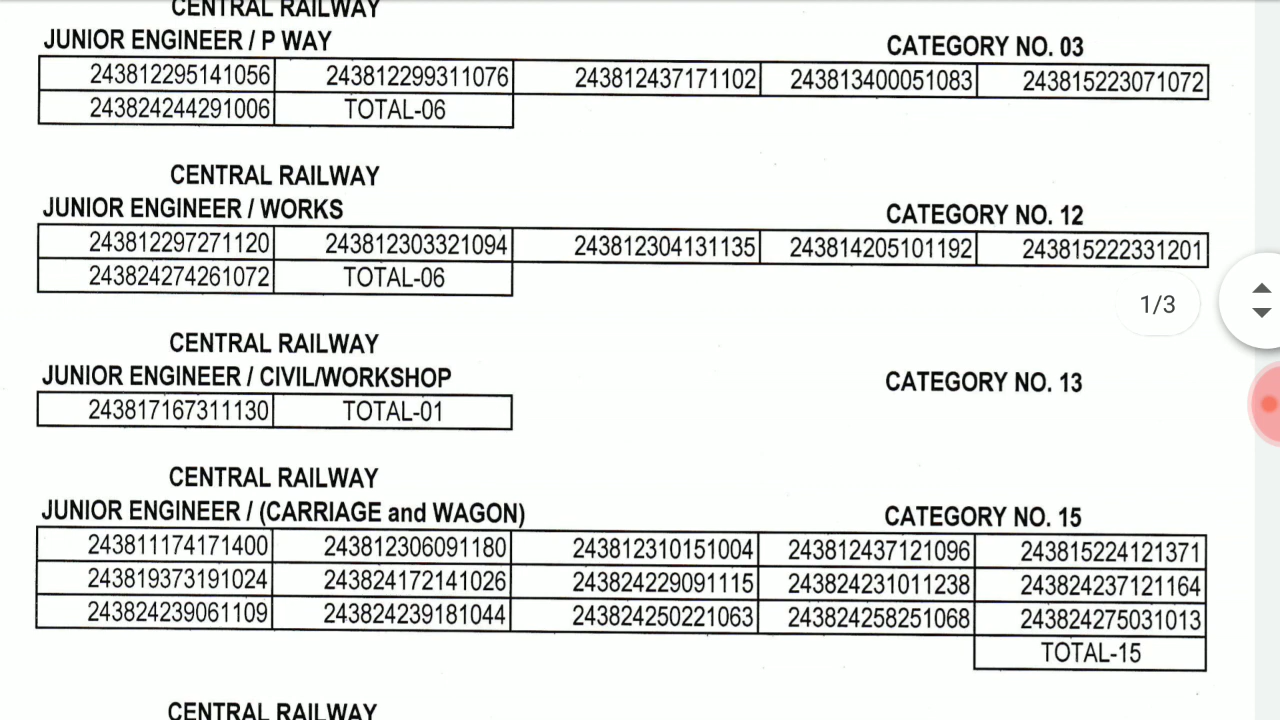 CENTRAL RAILWAY
JUNIOR ENGINEER / P WAY CATEGORY NO. 03
243812295141056 243812299311076 243812437171102 243813400051083 243815223071072
243824244291006 TOTAL-06
CENTRAL RAILWAY
JUNIOR ENGINEER / WORKS CATEGORY NO. 12
243812297271120 243812303321094 243812304131135 243814205101192 243815222331201
243824274261072 TOTAL-06
1/3
CENTRAL RAILWAY
JUNIOR ENGINEER / CIVIL/WORKSHOP CATEGORY NO. 13
243817167311130 TOTAL-01
CENTRAL RAILWAY
JUNIOR ENGINEER / (CARRIAGE and WAGON) CATEGORY NO. 15
243811174171400 243812306091180 243812310151004 243812437121096 243815224121371
243819373191024 243824172141026 243824229091115 243824231011238 243824237121164
243824239061109 243824239181044 243824250221063 243824258251068 243824275031013
TOTAL-15
CENTRAL RAILWAY